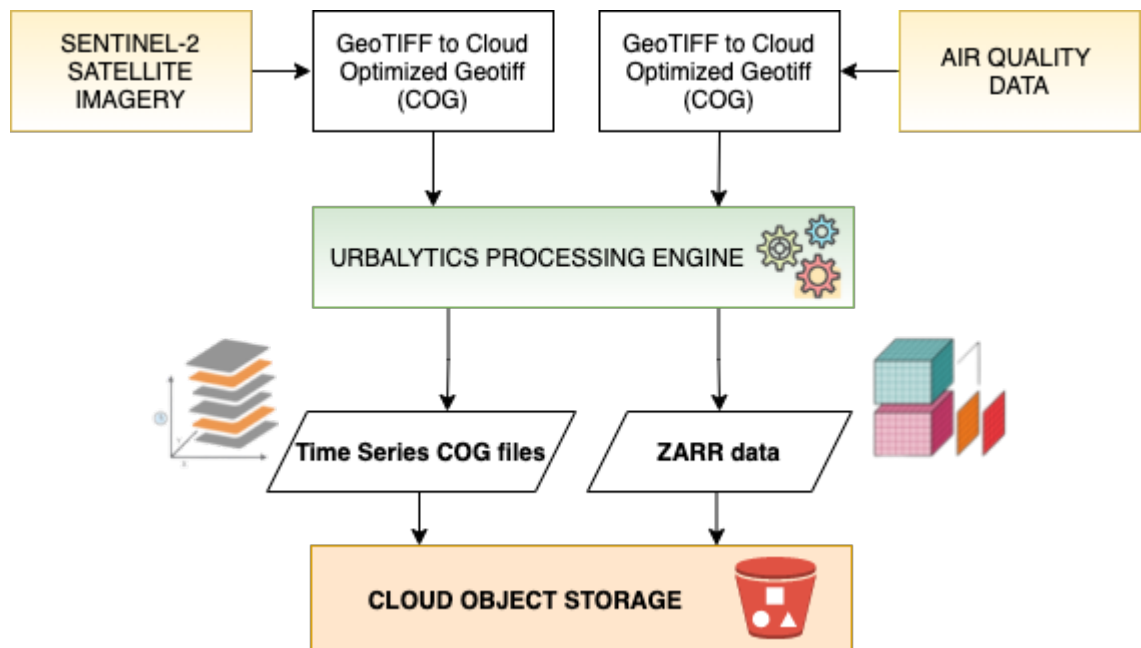 SENTINEL-2
SATELLITE
IMAGERY
GeoTIFF to Cloud
Optimized Geotiff
(COG)
GeoTIFF to Cloud
Optimized Geotiff
(COG)
AIR QUALITY
DATA
URBALYTICS PROCESSING ENGINE
Time Series COG files
ZARR data
CLOUD OBJECT STORAGE